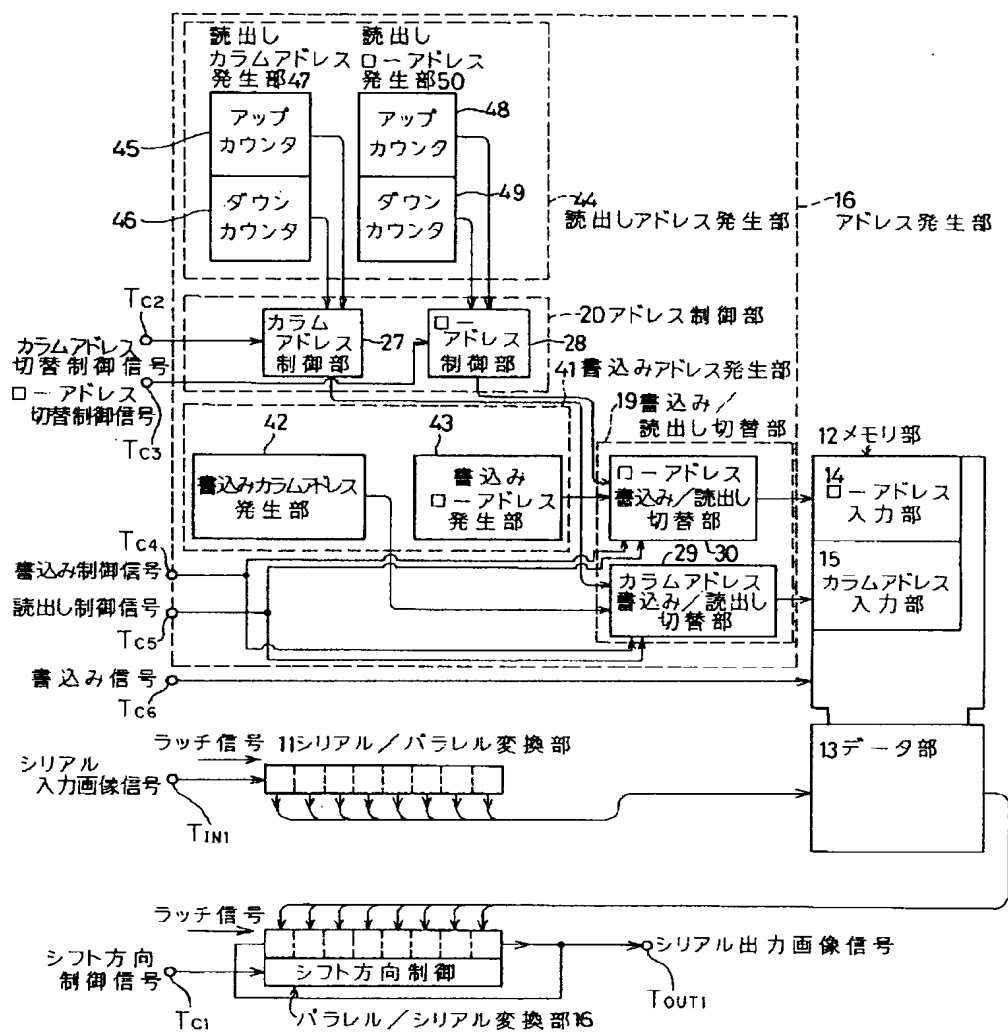 読出し
カラムアドレス
発生部47
読出し
ローアドレス
発生部50
アップ
カウンタ
45
ダウン
カウンタ
46
アップ
カウンタ
48
ダウン
カウンタ
49
44
読出しアドレス発生部
16
アドレス発生部
TC2
カラムアドレス
切替制御信号
ローアドレス
切替制御信号
TC3
カラム
アドレス
制御部
27
ロー
アドレス
制御部
28
20アドレス制御部
41書込みアドレス発生部
42
書込みカラムアドレス
発生部
43
書込み
ローアドレス
発生部
19書込み/
読出し切替部
ローアドレス
書込み/読出し
切替部
30
29
カラムアドレス
書込み/読出し
切替部
12メモリ部
14
ローアドレス
入力部
15
カラムアドレス
入力部
TC4
書込み制御信号
読出し制御信号
TC5
書込み信号
TC6
13データ部
ラッチ信号
11シリアル/パラレル変換部
シリアル
入力画像信号
TIN1
ラッチ信号
シフト方向
制御信号
TC1
シフト方向制御
パラレル/シリアル変換部16
シリアル出力画像信号
TOUT1